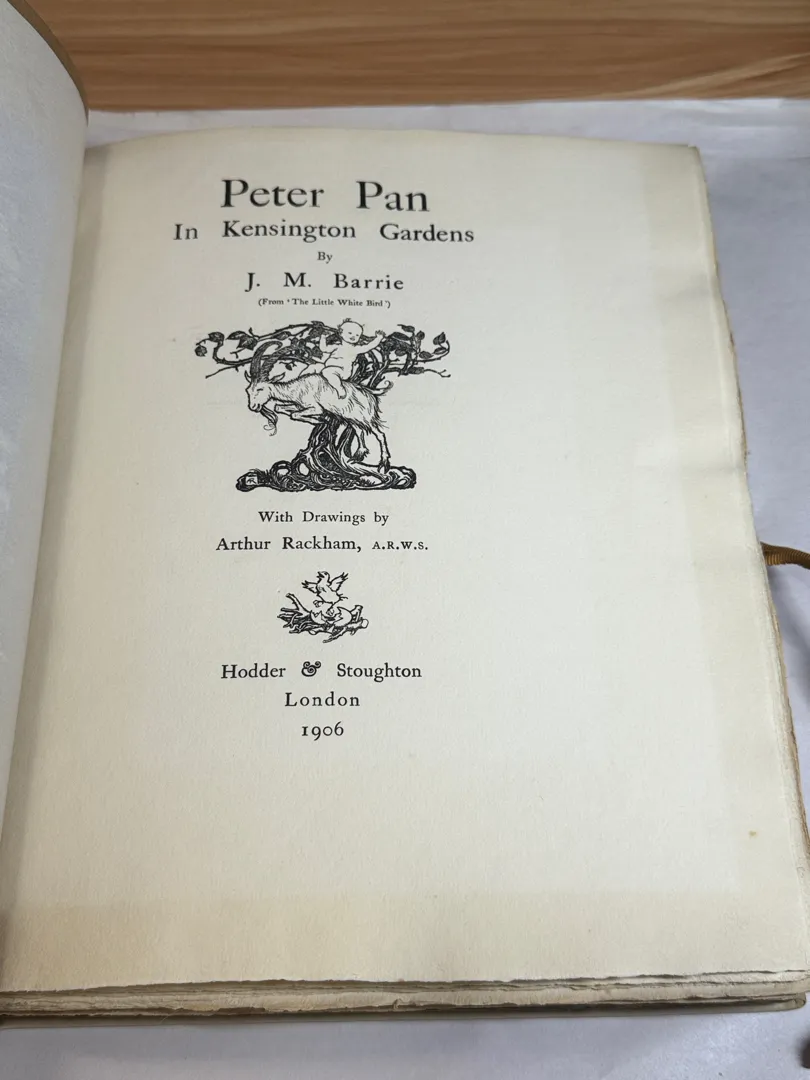 Peter Pan
In Kensington Gardens
By
J. M. Barrie
(From ‘The Little White Bird’)
With Drawings by
Arthur Rackham, A.R.W.S.
Hodder & Stoughton
London
1906